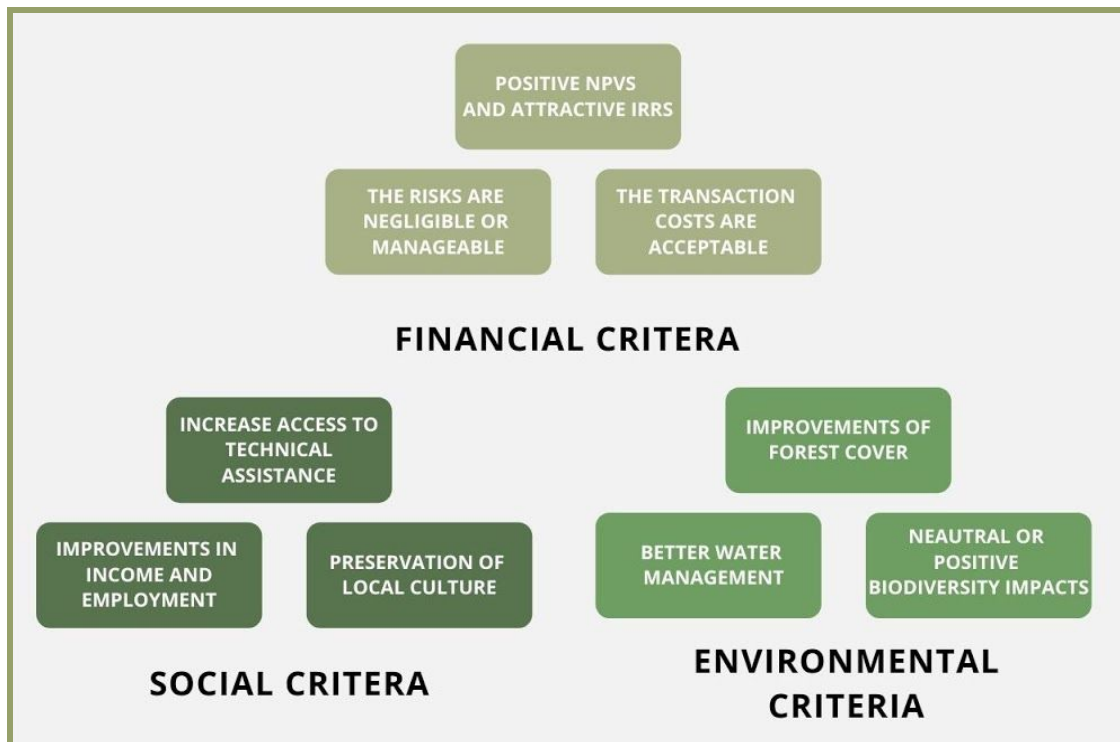 POSITIVE NPVS
AND ATTRACTIVE IRRS
THE RISKS ARE
NEGLIGIBLE OR
MANAGEABLE
THE TRANSACTION
COSTS ARE
ACCEPTABLE
FINANCIAL CRITERA
INCREASE ACCESS TO
TECHNICAL
ASSISTANCE
IMPROVEMENTS IN
INCOME AND
EMPLOYMENT
PRESERVATION OF
LOCAL CULTURE
SOCIAL CRITERA
IMPROVEMENTS OF
FOREST COVER
BETTER WATER
MANAGEMENT
NEAUTRAL OR
POSITIVE
BIODIVERSITY IMPACTS
ENVIRONMENTAL
CRITERIA